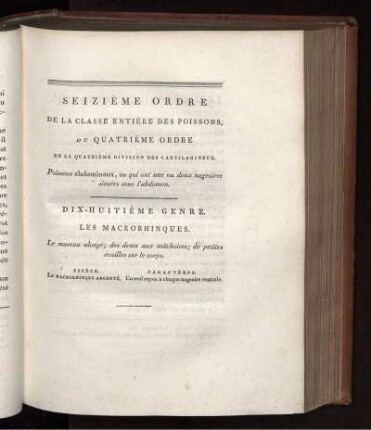 SEIZIÈME ORDRE
DE LA CLASSE ENTIÈRE DES POISSONS,
OU QUATRIÈME ORDRE
DE LA QUATRIÈME DIVISION DES CARTILAGINEUX.
Poissons abdominaux, ou qui ont une ou deux nageoires
situées sous l'abdomen.
DIX-HUITIÈME GENRE.
LES MACRORHINQUES.
Le museau alongé; des dents aux mâchoires; de petites
écailles sur le corps.
ESPÈCE. CARACTÈRE.
LE MACRORHINQUE ARGENTÉ. Un seul rayon à chaque nageoire ventrale.